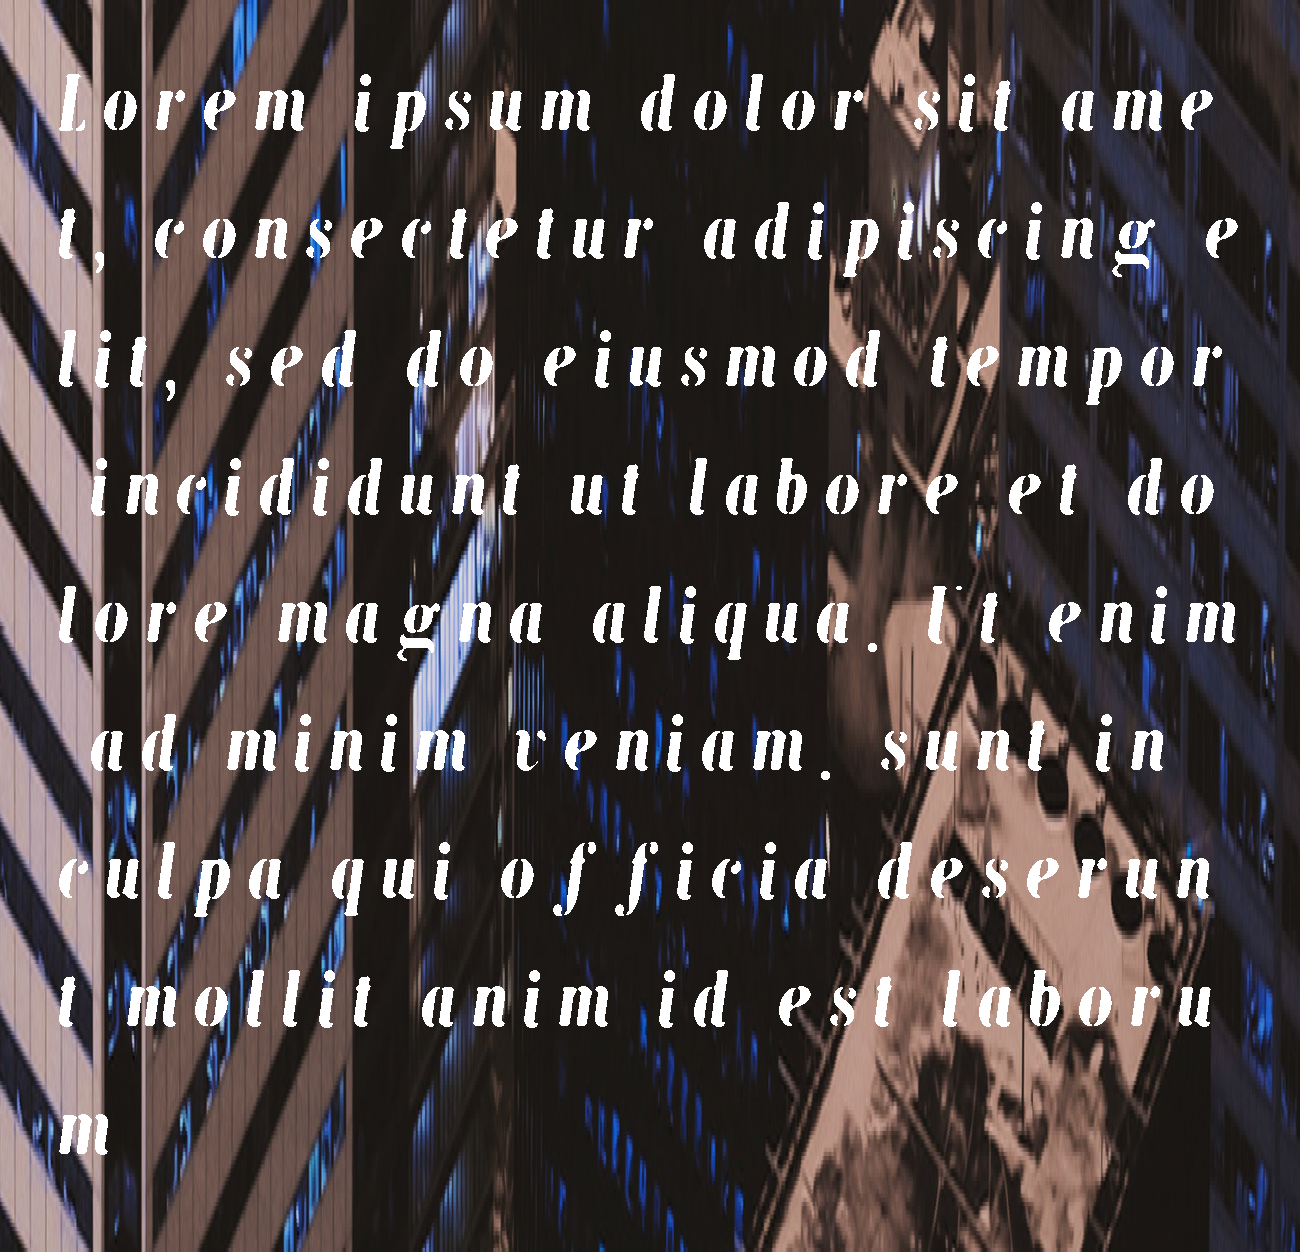 Lorem ipsum dolor sit ame
t, consectetur adipiscing e
lit, sed do eiusmod tempor
incididunt ut labore et do
lore magna aliqua. Ut enim
ad minim veniam. sunt in
culpa qui officia deserun
t mollit anim id est laboru
m